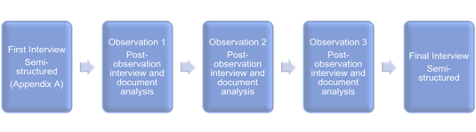 First Interview
Semi-
structured
(Appendix A)
Observation 1
Post-
observation
interview and
document
analysis
Observation 2
Post-
observation
interview and
document
analysis
Observation 3
Post-
observation
interview and
document
analysis
Final Interview
Semi-
structured